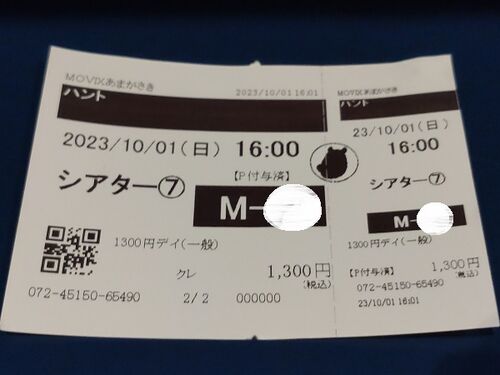 MOVIXあまがさき
2023/10/01 16:01
ハント
2023/10/01(日) 16:00
【P付与済】
シアター⑦
M-
1300円デイ(一般)
クレ
1,300円
(税込)
072-45150-65490
2/2
000000
MOVIXあまがさき
ハント
23/10/01(日)
16:00
シアター⑦
M-
1300円デイ(一般)
【P付与済】
1,300円
(税込)
072-45150-65490
23/10/01 16:01